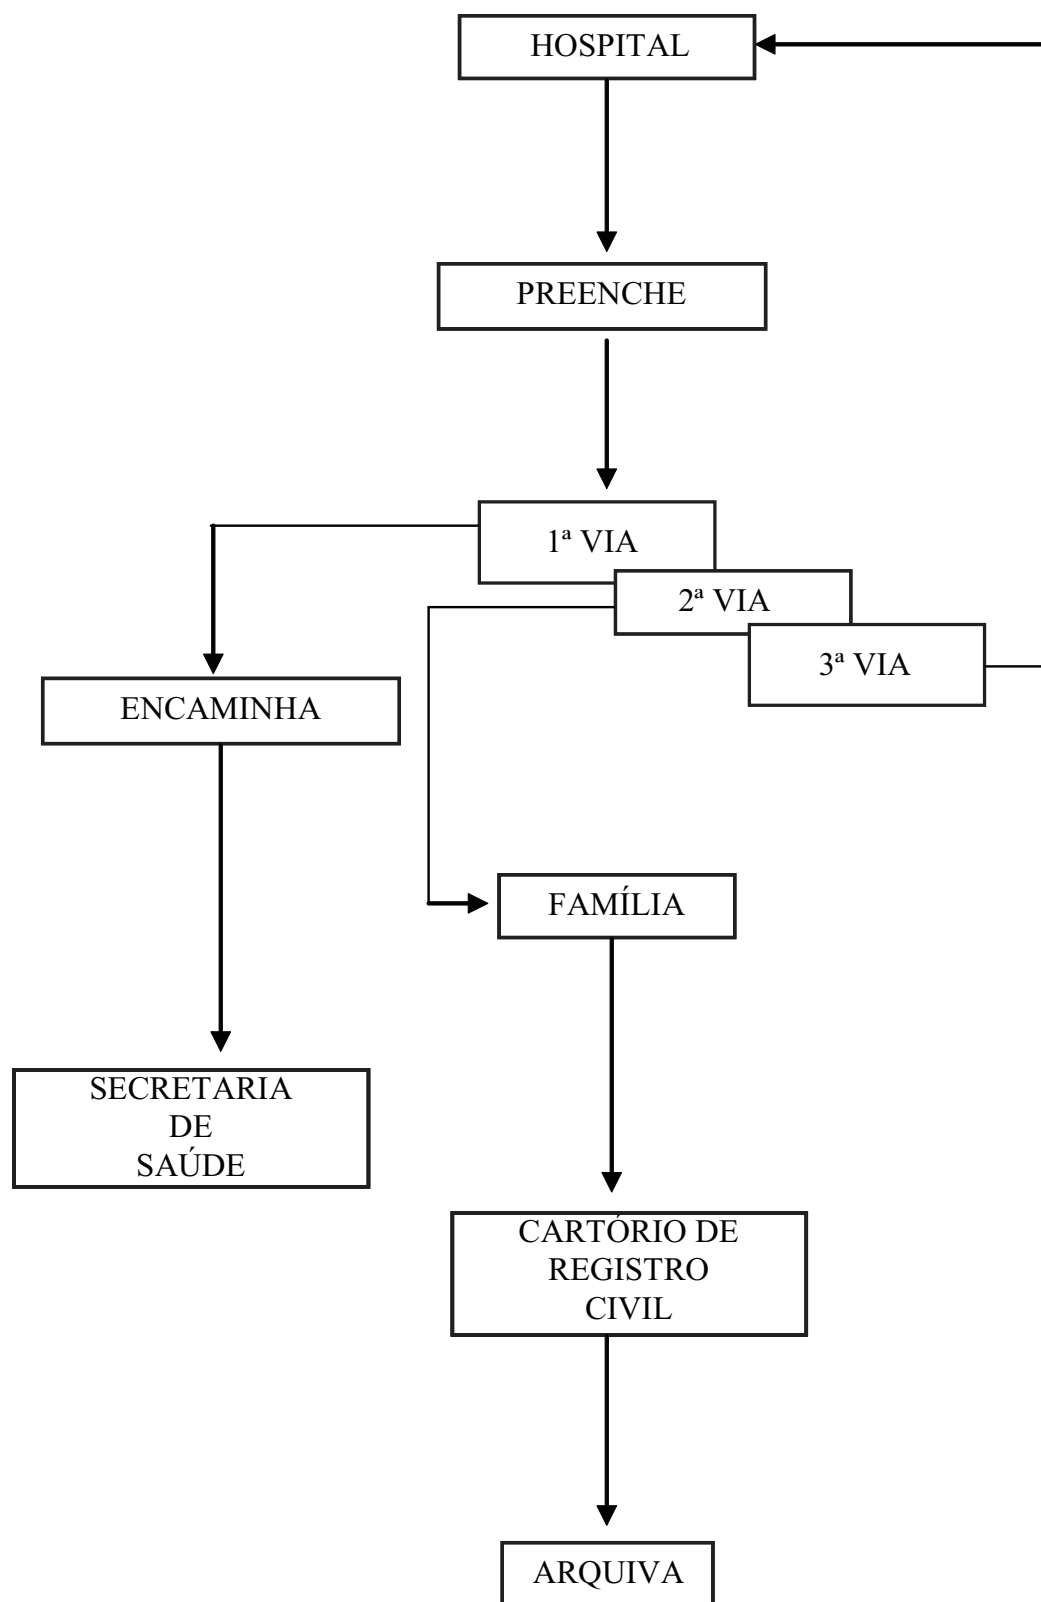 HOSPITAL
PREENCHE
1ª VIA
2ª VIA
3ª VIA
ENCAMINHA
FAMÍLIA
SECRETARIA
DE
SAÚDE
CARTÓRIO DE
REGISTRO
CIVIL
ARQUIVA